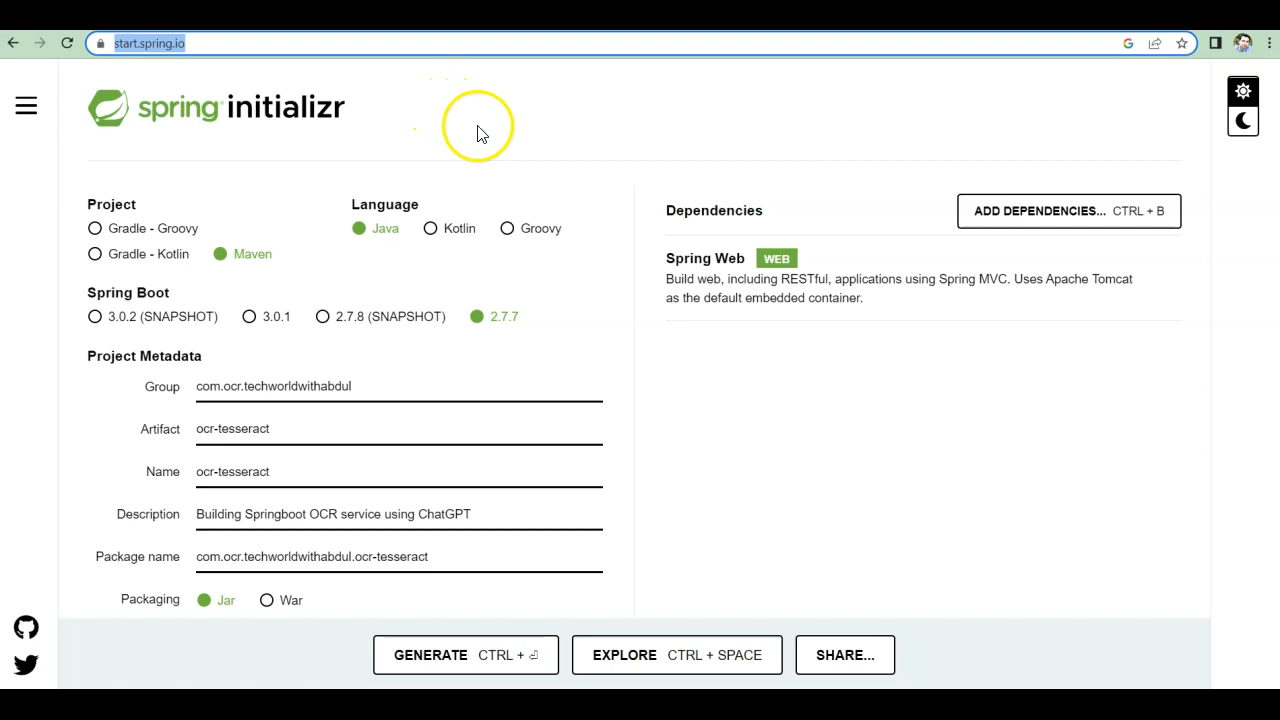 start.spring.io
spring initializr
Project
Language
Gradle - Groovy
Java
Kotlin
Groovy
Gradle - Kotlin
Maven
Spring Boot
3.0.2 (SNAPSHOT)
3.0.1
2.7.8 (SNAPSHOT)
2.7.7
Project Metadata
Group com.ocr.techworldwithabdul
Artifact ocr-tesseract
Name ocr-tesseract
Description Building Springboot OCR service using ChatGPT
Package name com.ocr.techworldwithabdul.ocr-tesseract
Packaging Jar War
Dependencies
ADD DEPENDENCIES... CTRL + B
Spring Web WEB
Build web, including RESTful, applications using Spring MVC. Uses Apache Tomcat
as the default embedded container.
GENERATE CTRL + ⏎
EXPLORE CTRL + SPACE
SHARE...